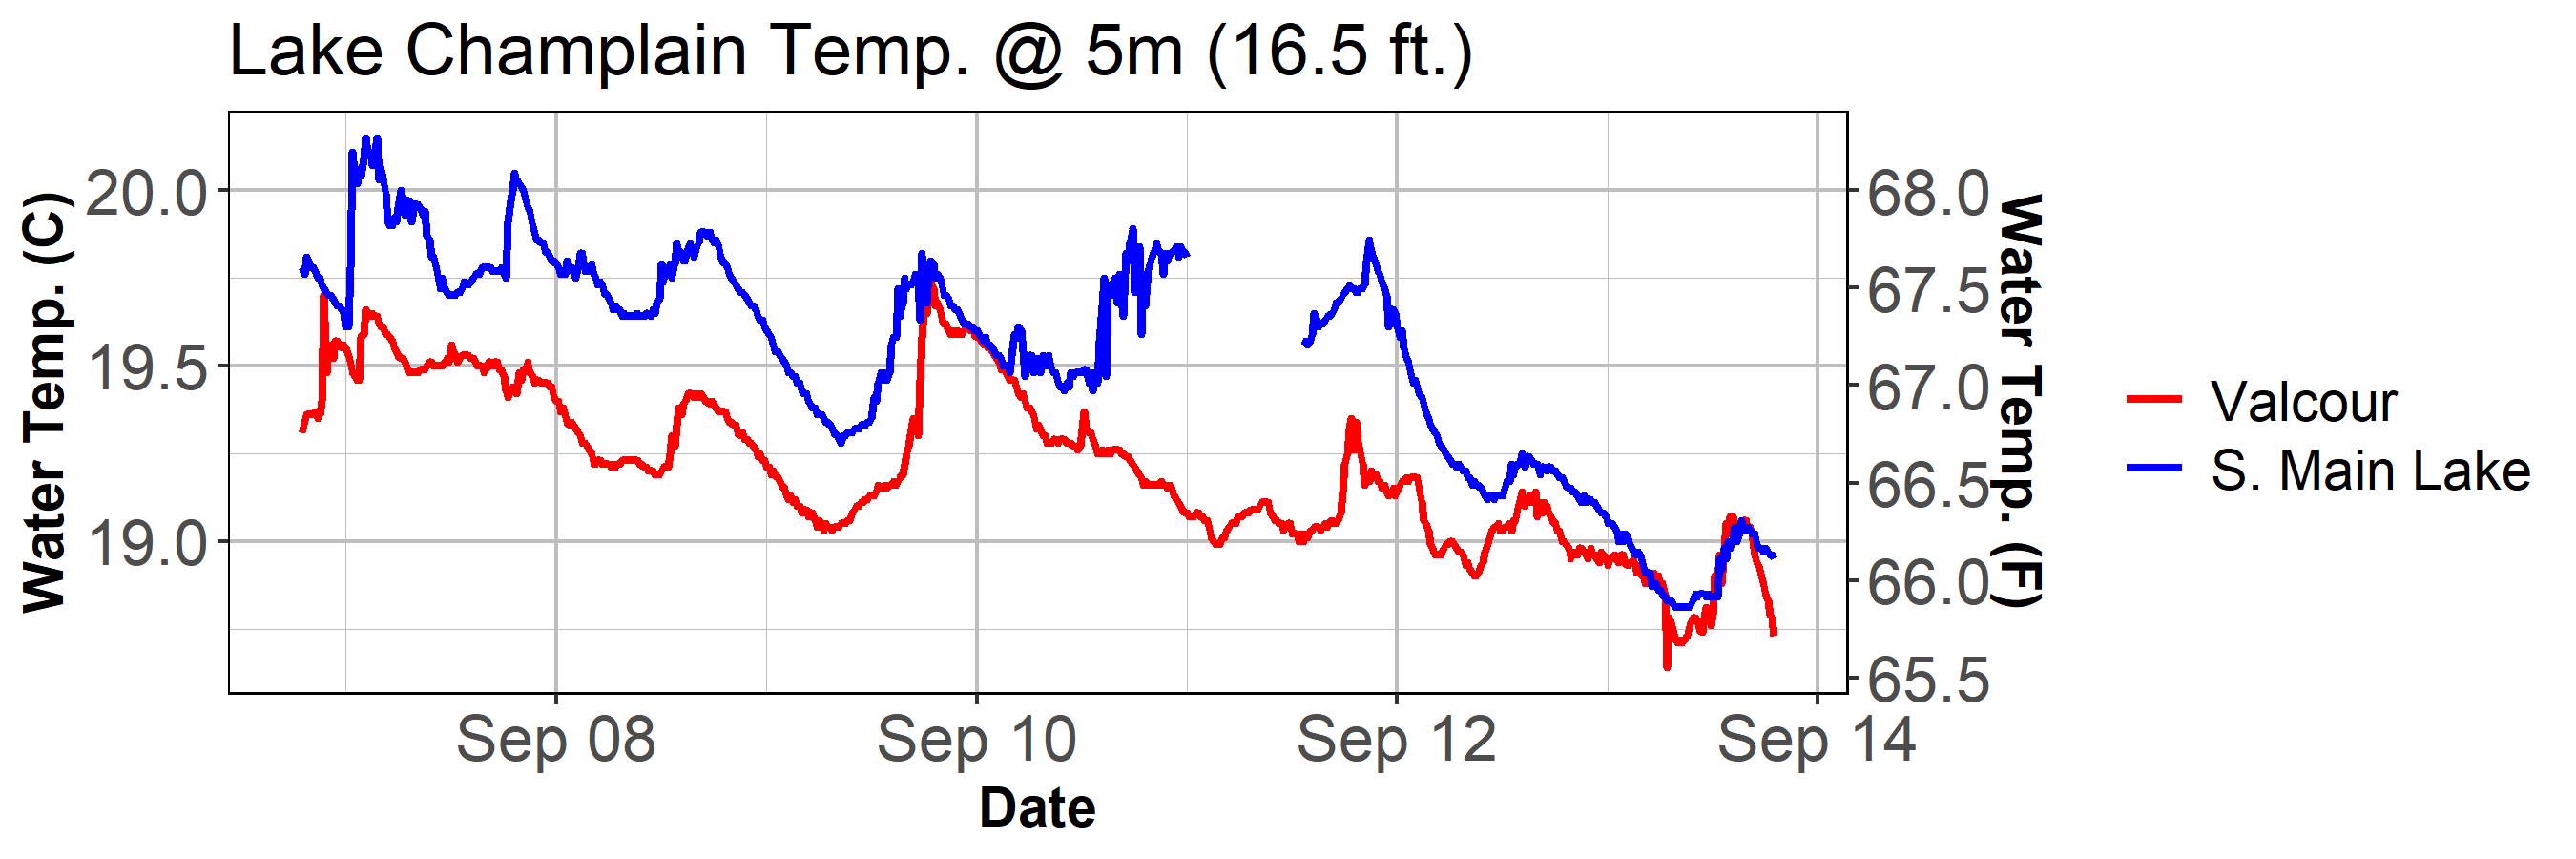 Lake Champlain Temp. @ 5m (16.5 ft.)
Water Temp. (C)
20.0
19.5
19.0
68.0
67.5
67.0
66.5
66.0
65.5
Water Temp. (F)
Sep 08
Sep 10
Sep 12
Sep 14
Date
Valcour
S. Main Lake